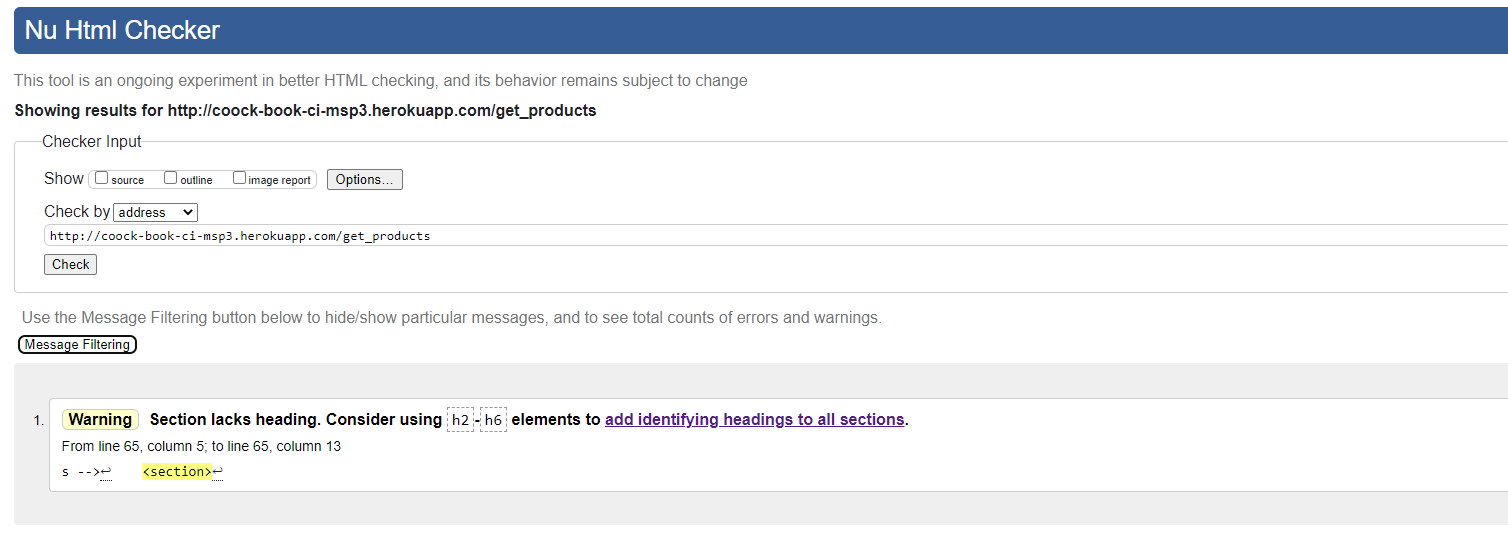 Nu Html Checker
This tool is an ongoing experiment in better HTML checking, and its behavior remains subject to change
Showing results for http://coock-book-ci-msp3.herokuapp.com/get_products
Checker Input
Show source outline image report Options...
Check by address
http://coock-book-ci-msp3.herokuapp.com/get_products
Check
Use the Message Filtering button below to hide/show particular messages, and to see total counts of errors and warnings.
Message Filtering
1. Warning Section lacks heading. Consider using h2-h6 elements to add identifying headings to all sections.
From line 65, column 5; to line 65, column 13
s -->↩ <section>↩